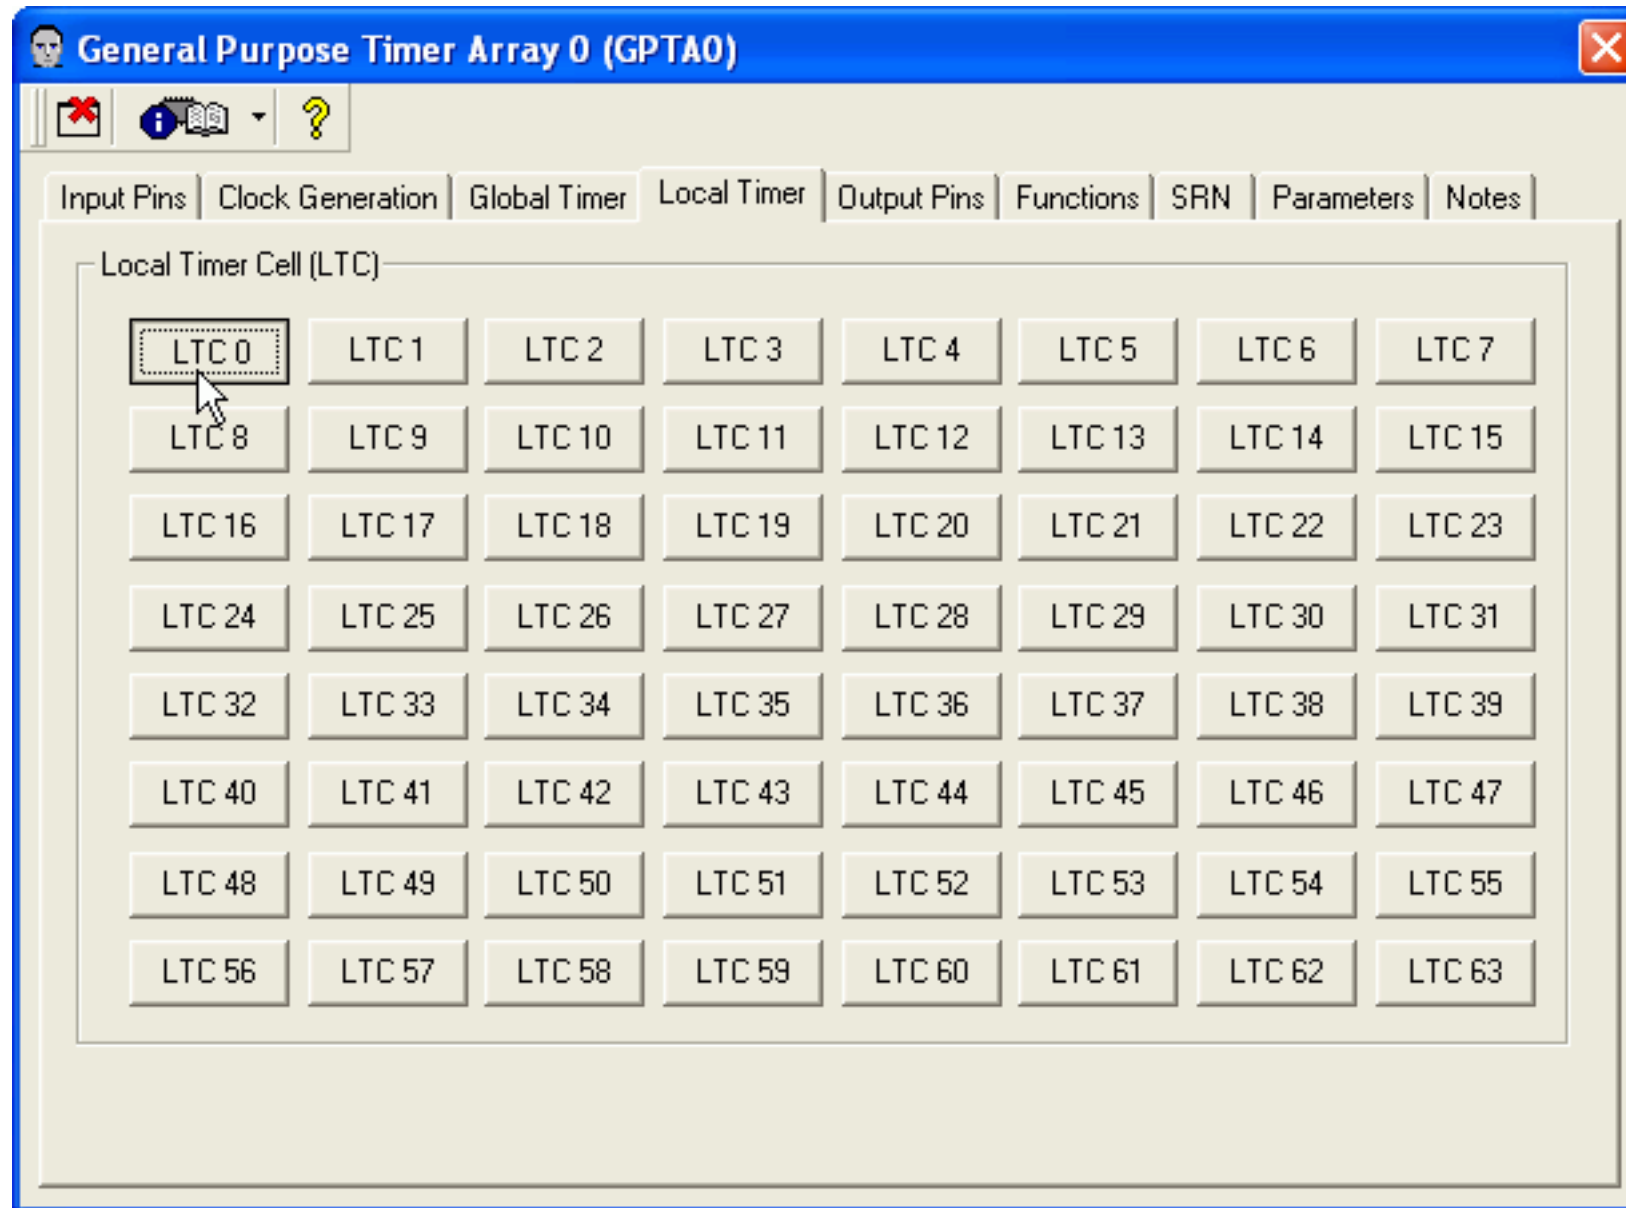 General Purpose Timer Array 0 (GPTA0)
Input Pins Clock Generation Global Timer Local Timer Output Pins Functions SRN Parameters Notes
Local Timer Cell (LTC)
LTC 0 LTC 1 LTC 2 LTC 3 LTC 4 LTC 5 LTC 6 LTC 7
LTC 8 LTC 9 LTC 10 LTC 11 LTC 12 LTC 13 LTC 14 LTC 15
LTC 16 LTC 17 LTC 18 LTC 19 LTC 20 LTC 21 LTC 22 LTC 23
LTC 24 LTC 25 LTC 26 LTC 27 LTC 28 LTC 29 LTC 30 LTC 31
LTC 32 LTC 33 LTC 34 LTC 35 LTC 36 LTC 37 LTC 38 LTC 39
LTC 40 LTC 41 LTC 42 LTC 43 LTC 44 LTC 45 LTC 46 LTC 47
LTC 48 LTC 49 LTC 50 LTC 51 LTC 52 LTC 53 LTC 54 LTC 55
LTC 56 LTC 57 LTC 58 LTC 59 LTC 60 LTC 61 LTC 62 LTC 63